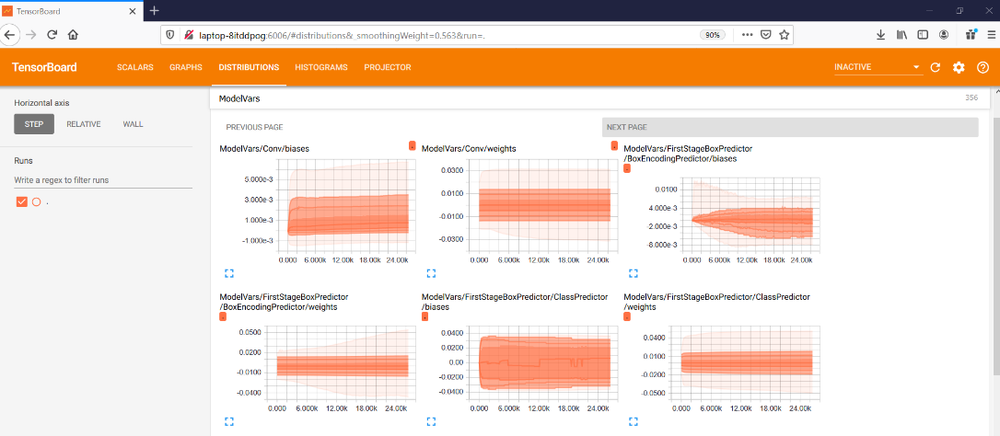 TensorBoard
laptop-8itddpog:6006/#distributions&_smoothingWeight=0.563&run=.
90%
TensorBoard
SCALARS
GRAPHS
DISTRIBUTIONS
HISTOGRAMS
PROJECTOR
INACTIVE
Horizontal axis
STEP
RELATIVE
WALL
Runs
Write a regex to filter runs
.
ModelVars
356
PREVIOUS PAGE
NEXT PAGE
ModelVars/Conv/biases
.
5.000e-3
3.000e-3
1.000e-3
-1.000e-3
0.000 6.000k 12.00k 18.00k 24.00k
ModelVars/Conv/weights
.
0.0300
0.0100
-0.0100
-0.0300
0.000 6.000k 12.00k 18.00k 24.00k
ModelVars/FirstStageBoxPredictor
/BoxEncodingPredictor/biases
.
0.0100
4.000e-3
-2.000e-3
-8.000e-3
0.000 6.000k 12.00k 18.00k 24.00k
ModelVars/FirstStageBoxPredictor
/BoxEncodingPredictor/weights
.
0.0500
0.0200
-0.0100
-0.0400
0.000 6.000k 12.00k 18.00k 24.00k
ModelVars/FirstStageBoxPredictor/ClassPredictor
/biases
.
0.0400
0.0200
0.00
-0.0200
-0.0400
0.000 6.000k 12.00k 18.00k 24.00k
ModelVars/FirstStageBoxPredictor/ClassPredictor
/weights
.
0.0400
0.0100
-0.0200
-0.0500
0.000 6.000k 12.00k 18.00k 24.00k